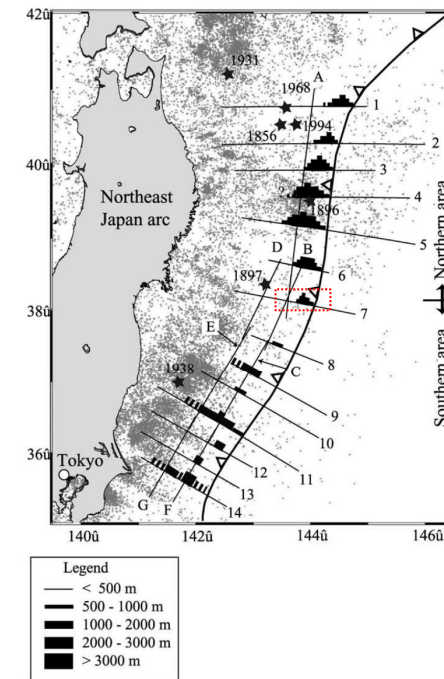 42û
1931
1968
A
1
1856
1994
2
40û
3
Northeast
Japan arc
?
4
1896
5
Northern area
D
B
6
1897
38û
7
Southern area
E
8
C
1938
9
10
36û
11
Tokyo
12
13
G
F
14
140û
142û
144û
146û
Legend
< 500 m
500 - 1000 m
1000 - 2000 m
2000 - 3000 m
> 3000 m